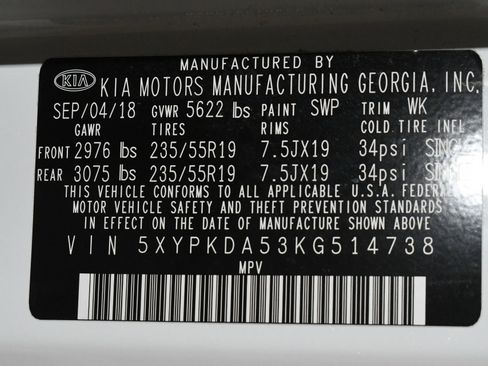 MANUFACTURED BY
KIA KIA MOTORS MANUFACTURING GEORGIA, INC.
SEP/04/18 GVWR 5622 lbs PAINT SWP TRIM WK
GAWR TIRES RIMS COLD TIRE INFL
FRONT 2976 lbs 235/55R19 7.5JX19 34psi SINGL
REAR 3075 lbs 235/55R19 7.5JX19 34psi SINGL
THIS VEHICLE CONFORMS TO ALL APPLICABLE U.S.A. FEDERA
MOTOR VEHICLE SAFETY AND THEFT PREVENTION STANDARDS
IN EFFECT ON THE DATE OF MANUFACTURE SHOWN ABOVE.
VIN 5XYPKDA53KG514738
MPV